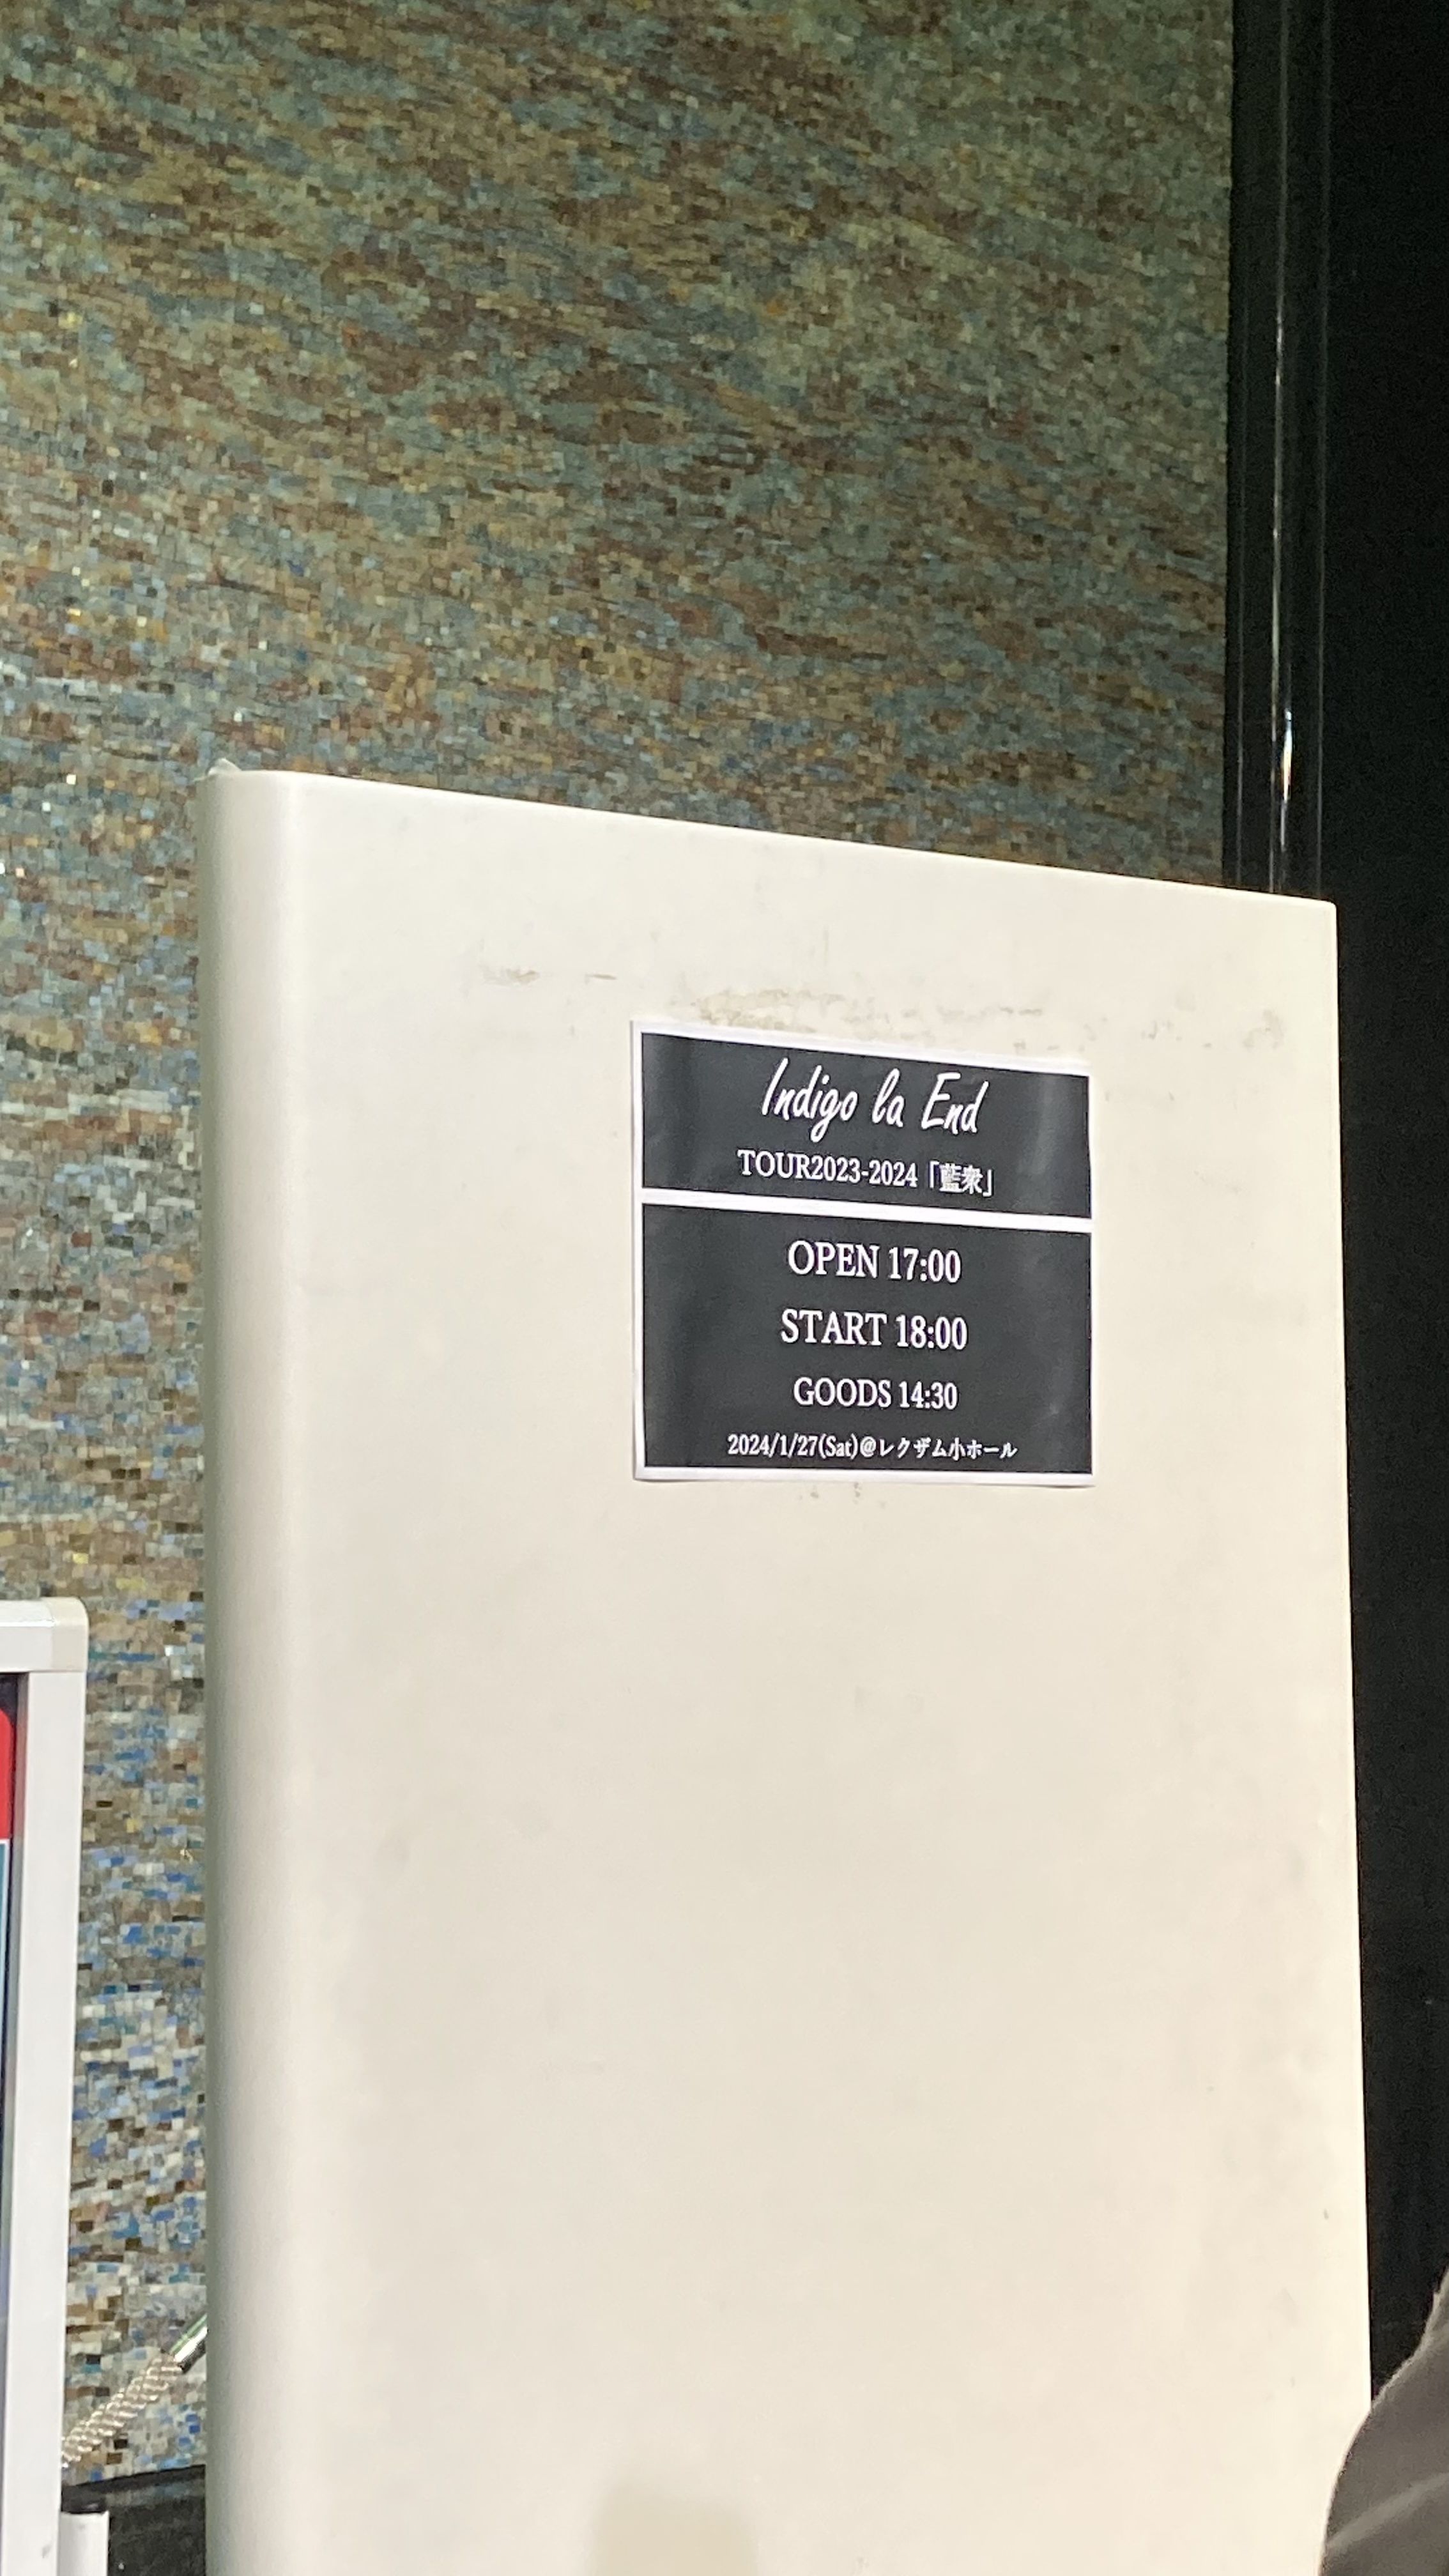 Indigo la End
TOUR2023-2024「藍衆」
OPEN 17:00
START 18:00
GOODS 14:30
2024/1/27(Sat)@レクザム小ホール